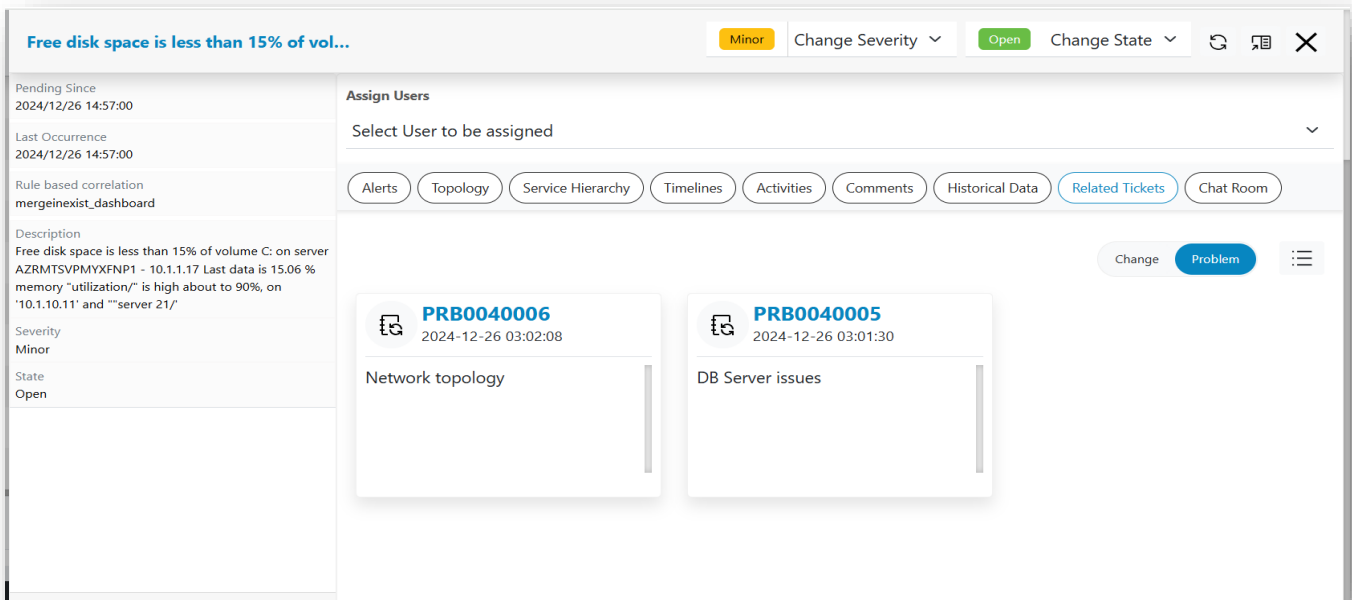 Free disk space is less than 15% of vol...
Minor
Change Severity
Open
Change State
Pending Since
2024/12/26 14:57:00
Last Occurrence
2024/12/26 14:57:00
Rule based correlation
mergeinexist_dashboard
Description
Free disk space is less than 15% of volume C: on server
AZRMTSVPMYXFNP1 - 10.1.1.17 Last data is 15.06 %
memory "utilization/" is high about to 90%, on
'10.1.10.11' and ""server 21/'
Severity
Minor
State
Open
Assign Users
Select User to be assigned
Alerts
Topology
Service Hierarchy
Timelines
Activities
Comments
Historical Data
Related Tickets
Chat Room
Change
Problem
PRB0040006
2024-12-26 03:02:08
Network topology
PRB0040005
2024-12-26 03:01:30
DB Server issues